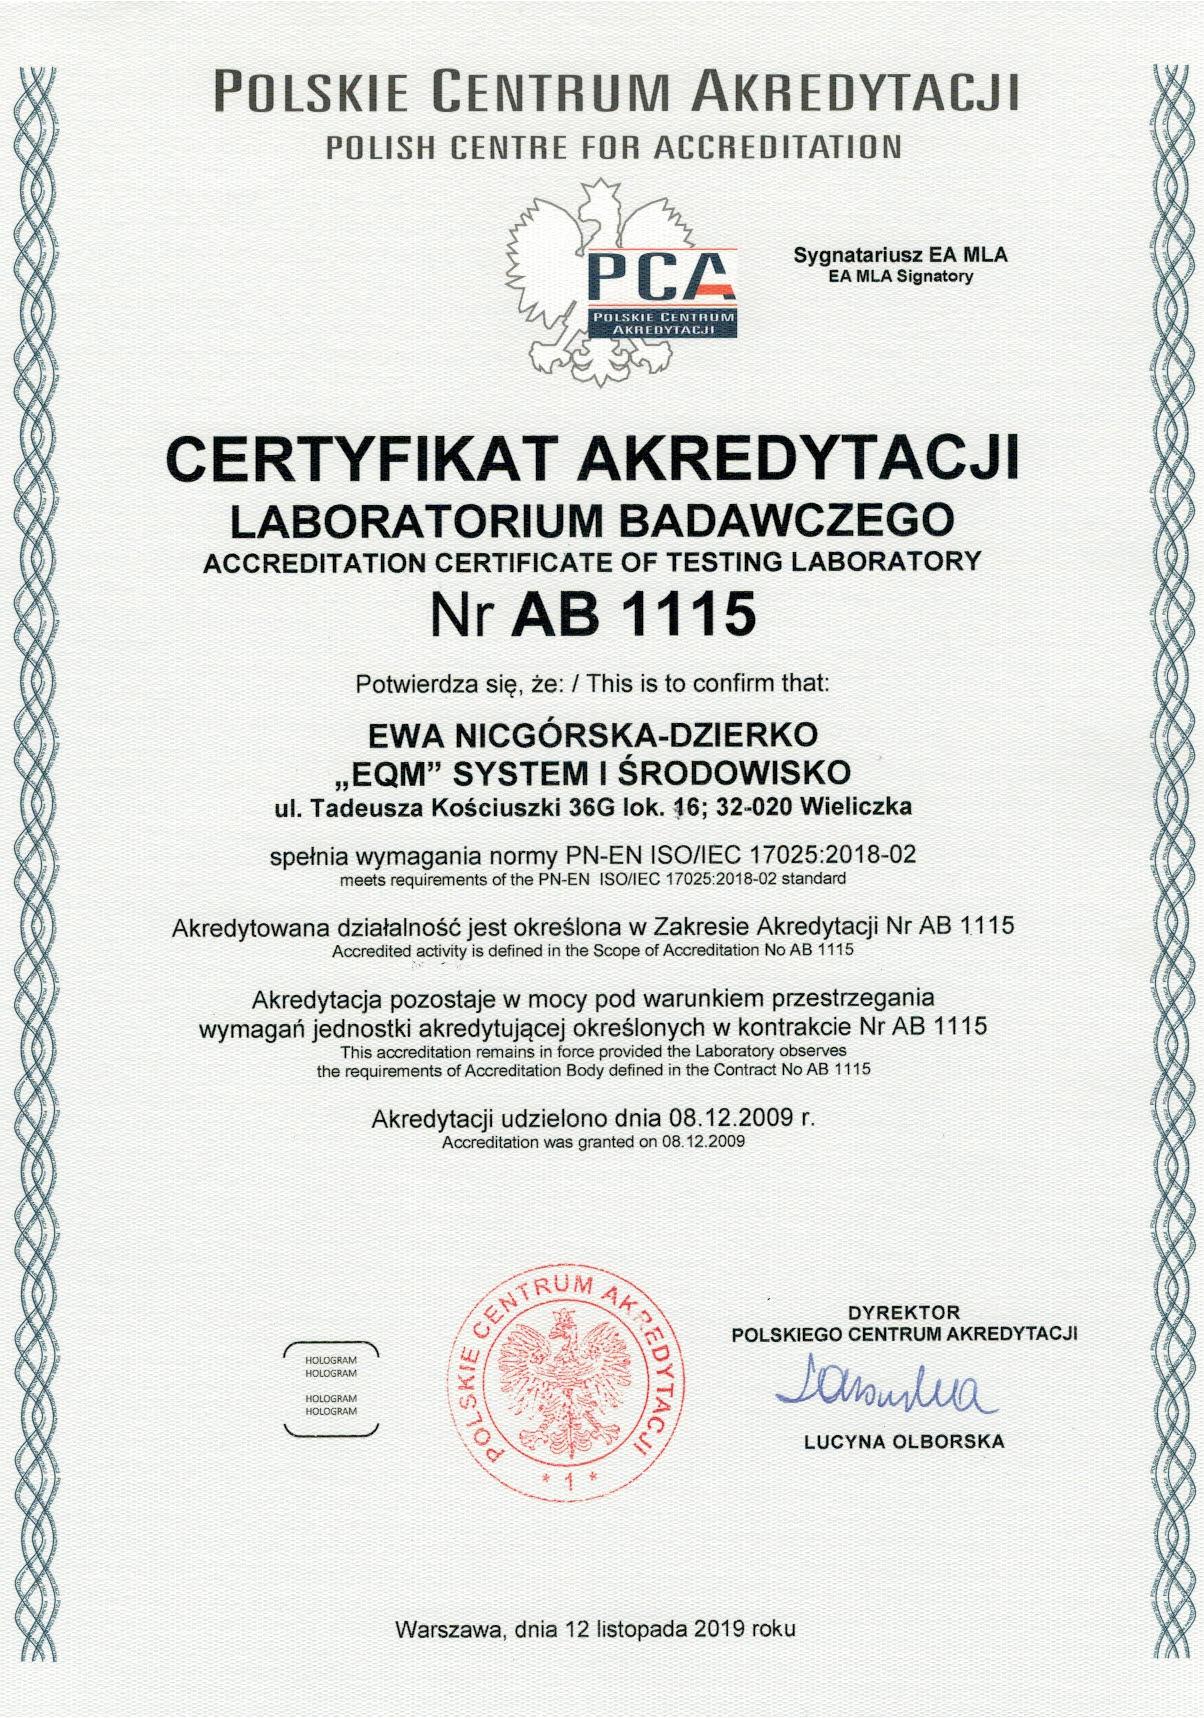 POLSKIE CENTRUM AKREDYTACJI
POLISH CENTRE FOR ACCREDITATION
PCA
POLSKIE CENTRUM
AKREDYTACJI
Sygnatariusz EA MLA
EA MLA Signatory
CERTYFIKAT AKREDYTACJI
LABORATORIUM BADAWCZEGO
ACCREDITATION CERTIFICATE OF TESTING LABORATORY
Nr AB 1115
Potwierdza się, że: / This is to confirm that:
EWA NICGÓRSKA-DZIERKO
„EQM” SYSTEM I ŚRODOWISKO
ul. Tadeusza Kościuszki 36G lok. 16; 32-020 Wieliczka
spełnia wymagania normy PN-EN ISO/IEC 17025:2018-02
meets requirements of the PN-EN ISO/IEC 17025:2018-02 standard
Akredytowana działalność jest określona w Zakresie Akredytacji Nr AB 1115
Accredited activity is defined in the Scope of Accreditation No AB 1115
Akredytacja pozostaje w mocy pod warunkiem przestrzegania
wymagań jednostki akredytującej określonych w kontrakcie Nr AB 1115
This accreditation remains in force provided the Laboratory observes
the requirements of Accreditation Body defined in the Contract No AB 1115
Akredytacji udzielono dnia 08.12.2009 r.
Accreditation was granted on 08.12.2009
HOLOGRAM
HOLOGRAM
HOLOGRAM
HOLOGRAM
POLSKIE CENTRUM AKREDYTACJI
* 1 *
DYREKTOR
POLSKIEGO CENTRUM AKREDYTACJI
LUCYNA OLBORSKA
Warszawa, dnia 12 listopada 2019 roku